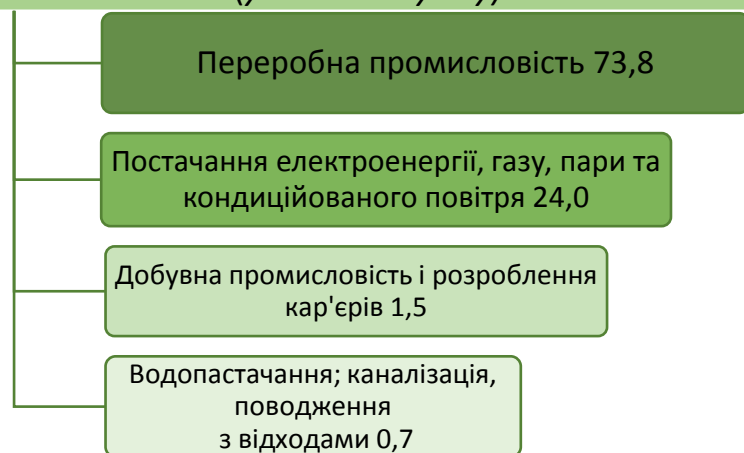 Переробна промисловість 73,8
Постачання електроенергії, газу, пари та
кондиційованого повітря 24,0
Добувна промисловість і розроблення
кар'єрів 1,5
Водопастачання; каналізація,
поводження
з відходами 0,7